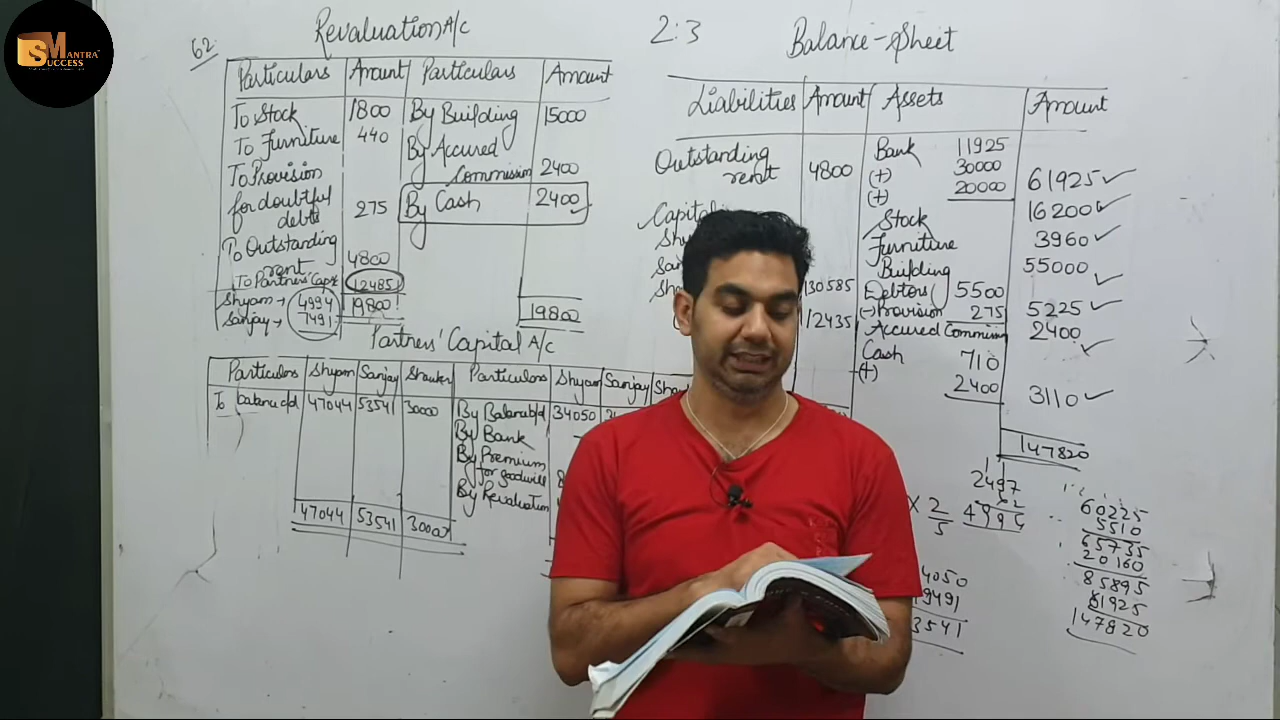 SM MANTRA
SUCCESS
62.
Revaluation A/c
Particulars Amount Particulars Amount
To Stock 1800 By Building 15000
To Furniture 440 By Accured
Commission 2400
To Provision
for doubtful
debts 275 By Cash 2400
To Outstanding
rent 4800
To Partners' Cap: 12485
Shyam → 4994
Sanjay → 7491
19800 19800
Partners' Capital A/c
Particulars Shyam Sanjay Shanker Particulars Shyam Sanjay
To balance c/d 47044 53541 30000 By Balance b/d 34050
By Bank
By Premium
for goodwill
By Revaluation
47044 53541 30000
2:3
Balance-Sheet
Liabilities Amount Assets Amount
Outstanding
rent 4800
Bank 11925
(+) 30000
(+) 20000 61925
Stock 16200
Furniture 3960
Building 55000
Debtors 5500
(-) Provision 275 5225
Accured Commission 2400
Cash 710
(+) 2400 3110
147820
Capital
130585
12435
2497
× 2/5
4994
4050
9491
3541
60225
5510
65735
20160
85895
61925
147820